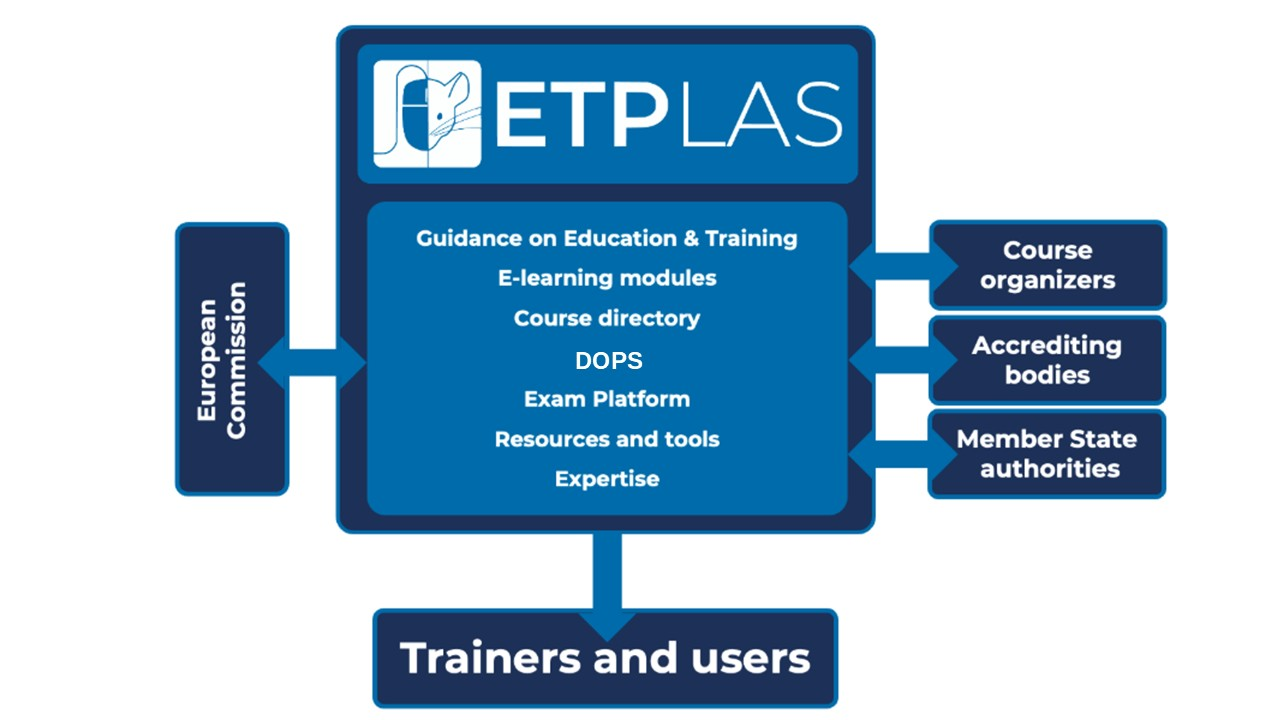 ETPLAS
Guidance on Education & Training
E-learning modules
Course directory
DOPS
Exam Platform
Resources and tools
Expertise
European
Commission
Course
organizers
Accrediting
bodies
Member State
authorities
Trainers and users